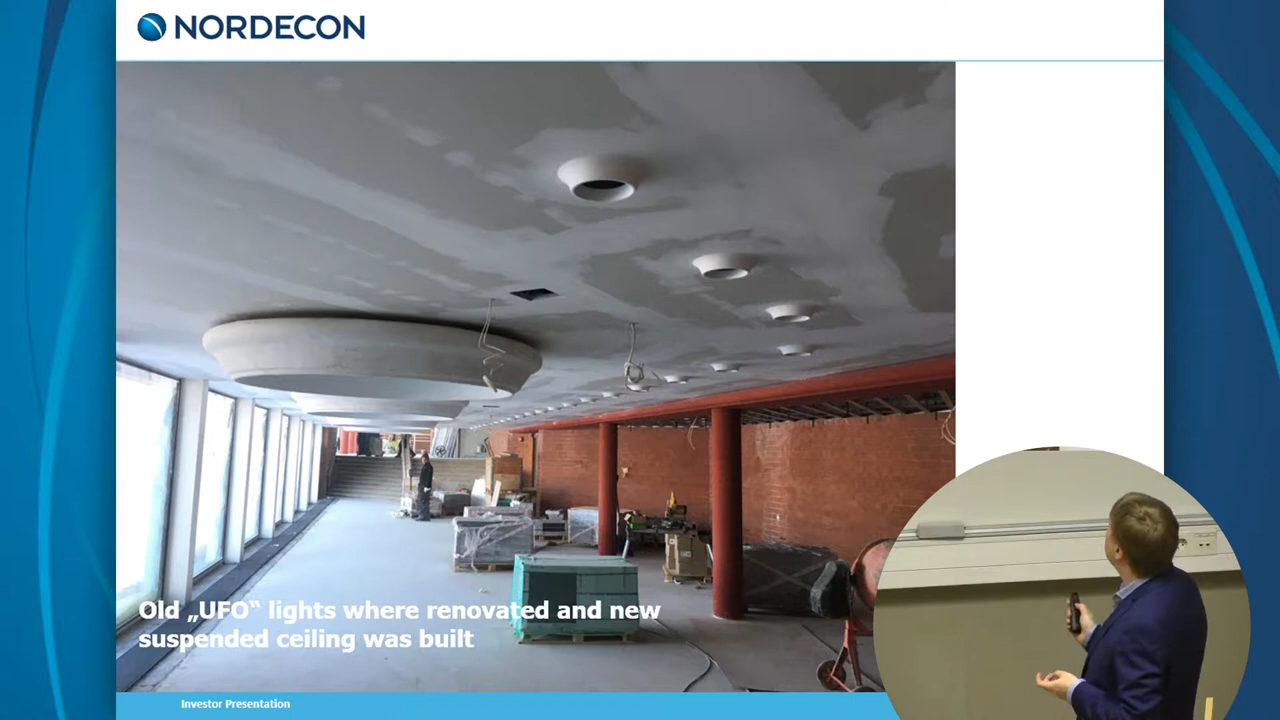 NORDECON
Old „UFO“ lights where renovated and new
suspended ceiling was built
Investor Presentation